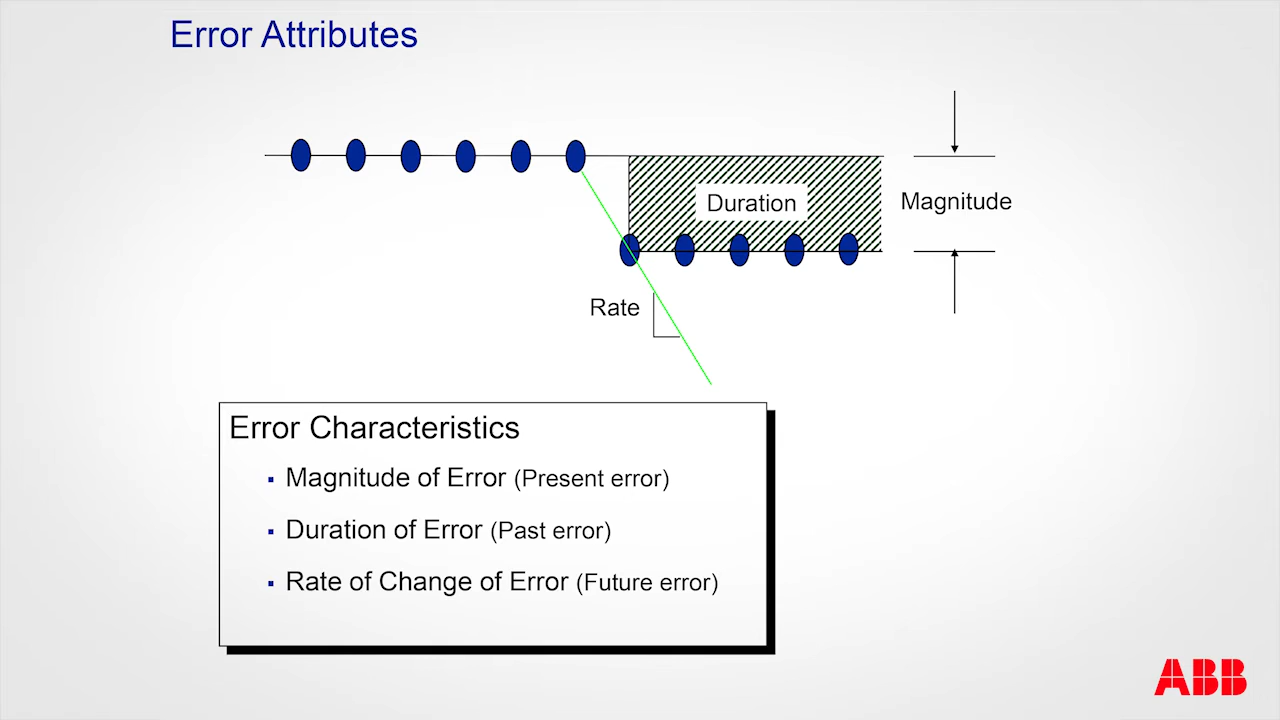 Error Attributes
Duration
Magnitude
Rate
Error Characteristics
▪ Magnitude of Error (Present error)
▪ Duration of Error (Past error)
▪ Rate of Change of Error (Future error)
ABB